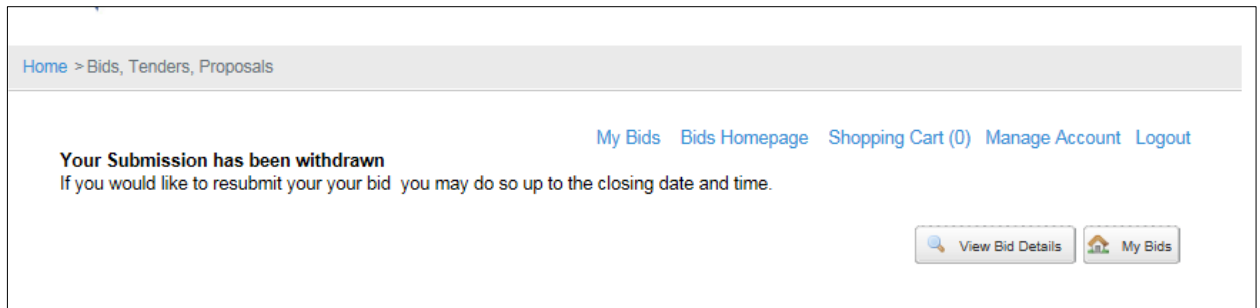 Home > Bids, Tenders, Proposals
My Bids Bids Homepage Shopping Cart (0) Manage Account Logout
Your Submission has been withdrawn
If you would like to resubmit your your bid you may do so up to the closing date and time.
View Bid Details My Bids